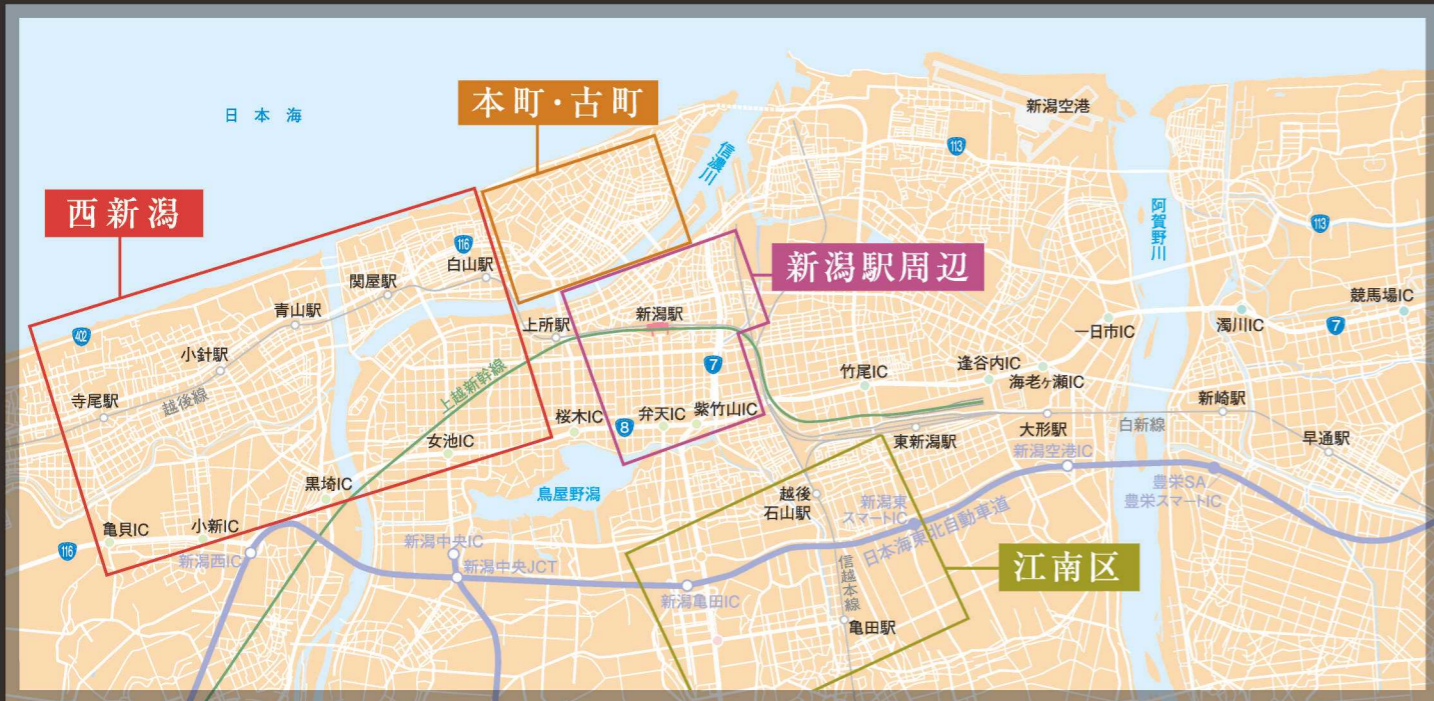 日本海
本町・古町
新潟空港
113
信濃川
西新潟
阿賀野川
113
116
白山駅
新潟駅周辺
関屋駅
競馬場IC
青山駅
新潟駅
402
上所駅
一日市IC
濁川IC
7
小針駅
7
竹尾IC
逢谷内IC
海老ヶ瀬IC
上越新幹線
寺尾駅
越後線
新崎駅
桜木IC
8
弁天IC
紫竹山IC
女池IC
東新潟駅
大形駅
白新線
早通駅
新潟空港IC
黒埼IC
鳥屋野潟
越後
石山駅
新潟東
スマートIC
豊栄SA/
豊栄スマートIC
日本海東北自動車道
亀貝IC
小新IC
116
新潟西IC
新潟中央IC
新潟中央JCT
信越本線
江南区
新潟亀田IC
亀田駅